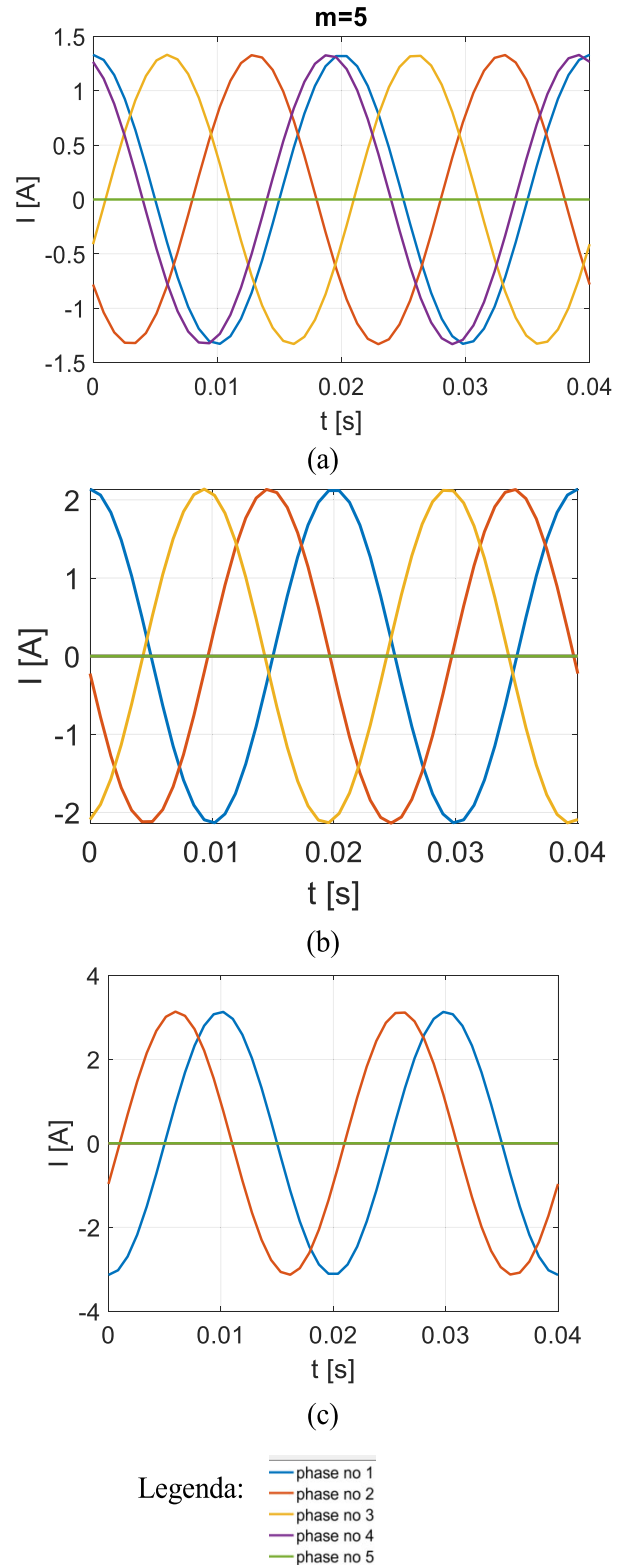 m=5
1.5
1
0.5
0
-0.5
-1
-1.5
I [A]
0 0.01 0.02 0.03 0.04
t [s]
(a)
2
1
0
-1
-2
I [A]
0 0.01 0.02 0.03 0.04
t [s]
(b)
4
2
0
-2
-4
I [A]
0 0.01 0.02 0.03 0.04
t [s]
(c)
Legenda:
phase no 1
phase no 2
phase no 3
phase no 4
phase no 5